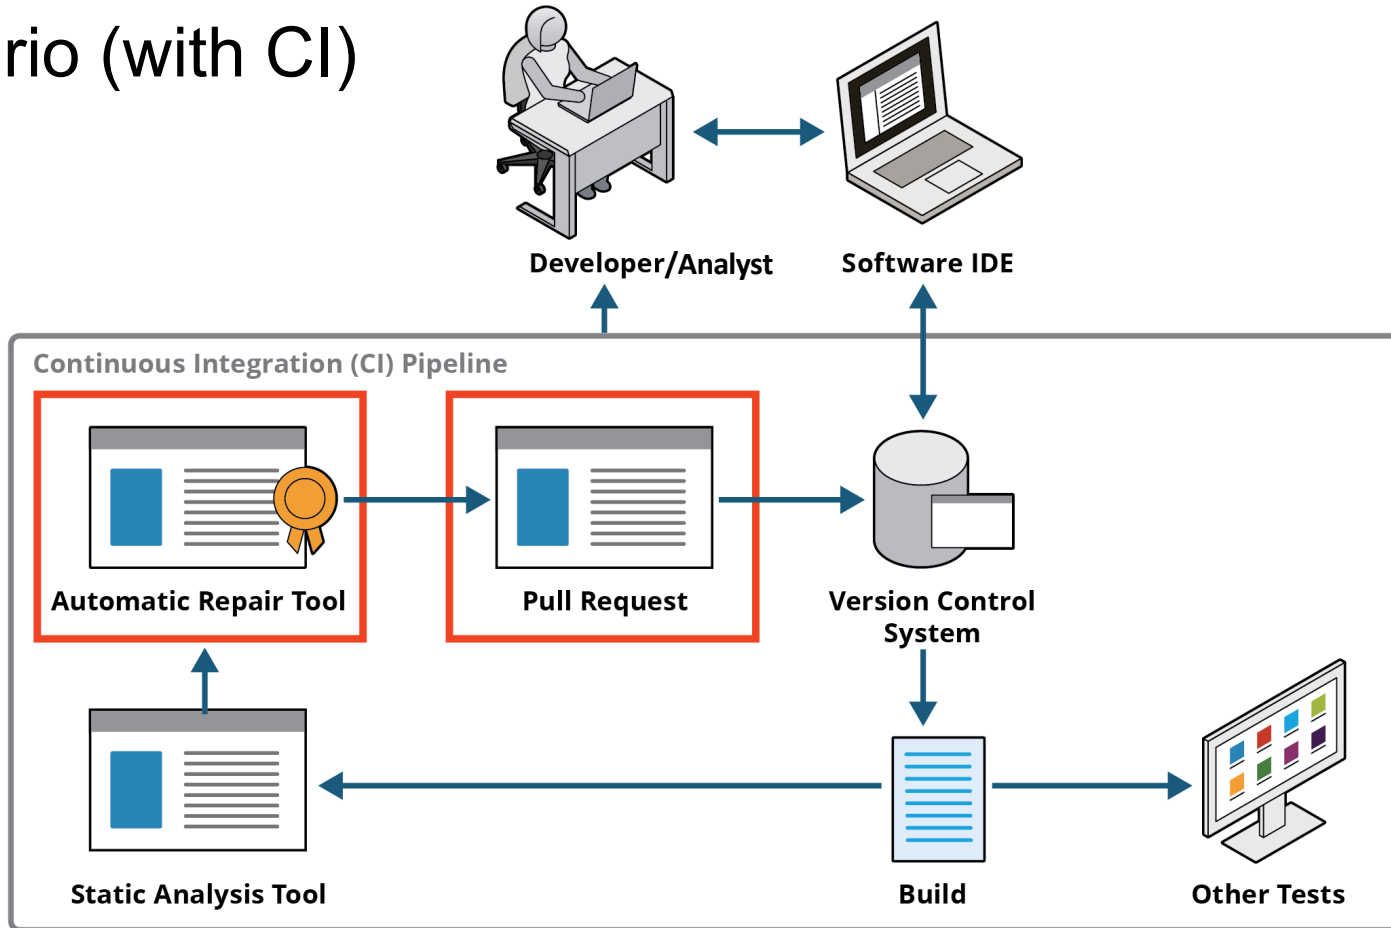 rio (with CI)
Developer/Analyst
Software IDE
Continuous Integration (CI) Pipeline
Automatic Repair Tool
Pull Request
Version Control
System
Static Analysis Tool
Build
Other Tests